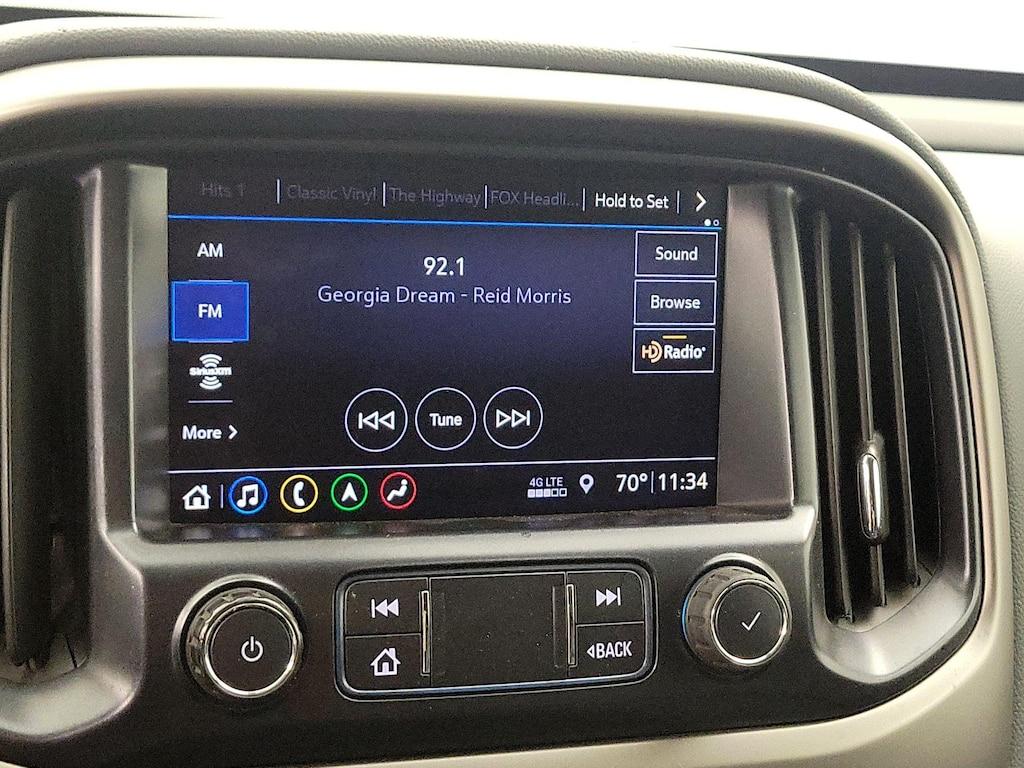 Hits 1 Classic Vinyl The Highway FOX Headli... Hold to Set
AM
92.1
Georgia Dream - Reid Morris
Sound
FM
Browse
HD Radio
SiriusXM
More
Tune
4G LTE
70° 11:34
BACK